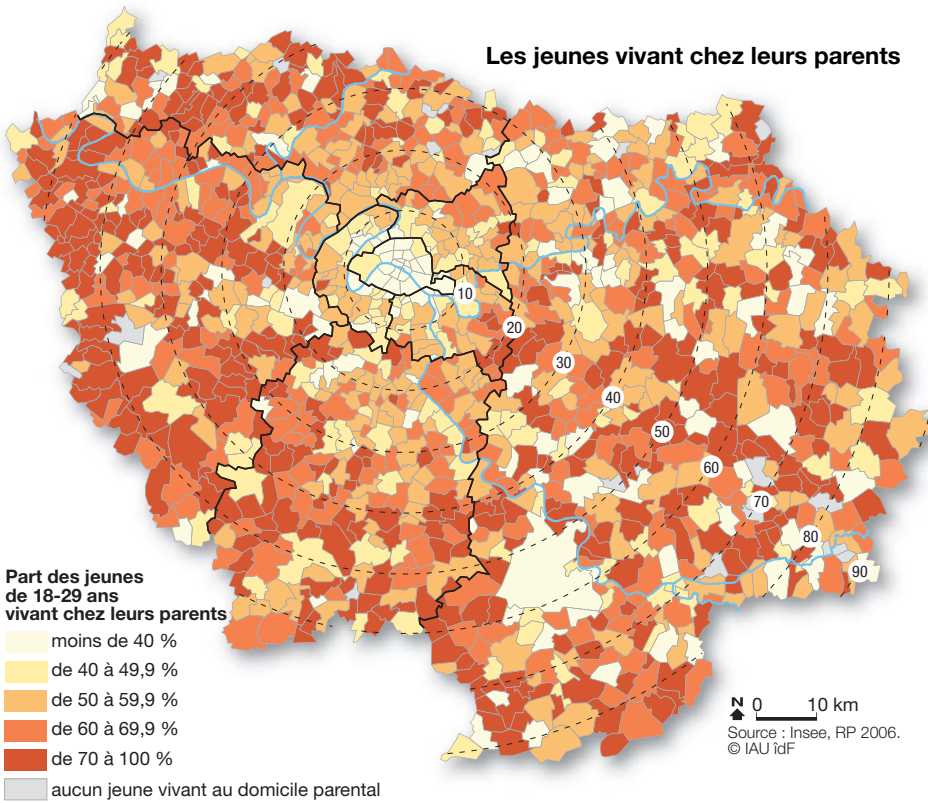 Les jeunes vivant chez leurs parents
10
20
30
40
50
60
70
80
90
Part des jeunes
de 18-29 ans
vivant chez leurs parents
moins de 40 %
de 40 à 49,9 %
de 50 à 59,9 %
de 60 à 69,9 %
de 70 à 100 %
aucun jeune vivant au domicile parental
N 0 10 km
Source : Insee, RP 2006.
© IAU îdF